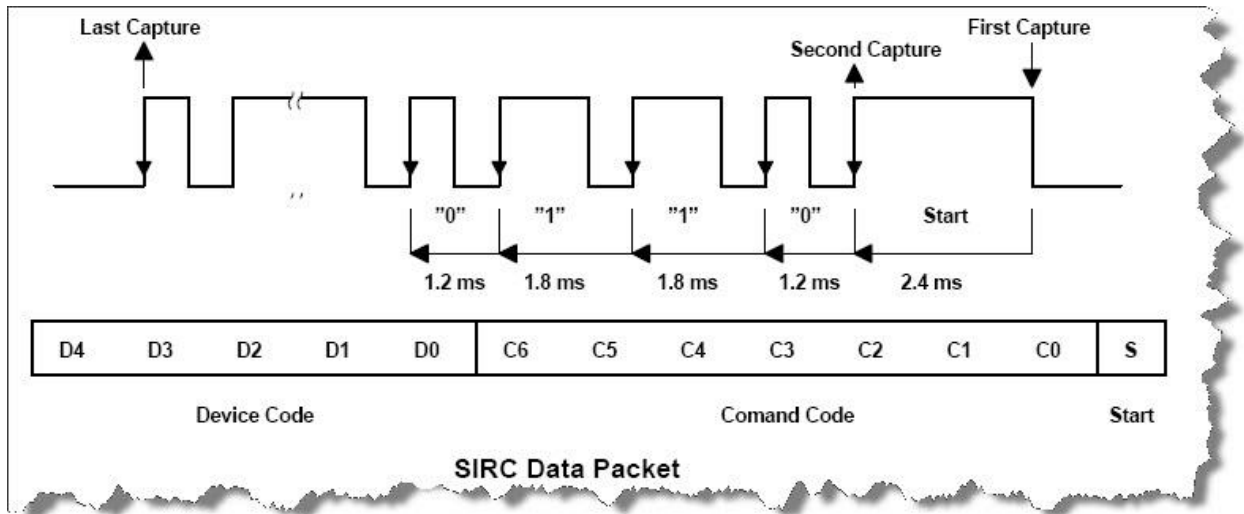 Last Capture
First Capture
Second Capture
"0" "1" "1" "0" Start
1.2 ms 1.8 ms 1.8 ms 1.2 ms 2.4 ms
D4 D3 D2 D1 D0 C6 C5 C4 C3 C2 C1 C0 S
Device Code Comand Code Start
SIRC Data Packet